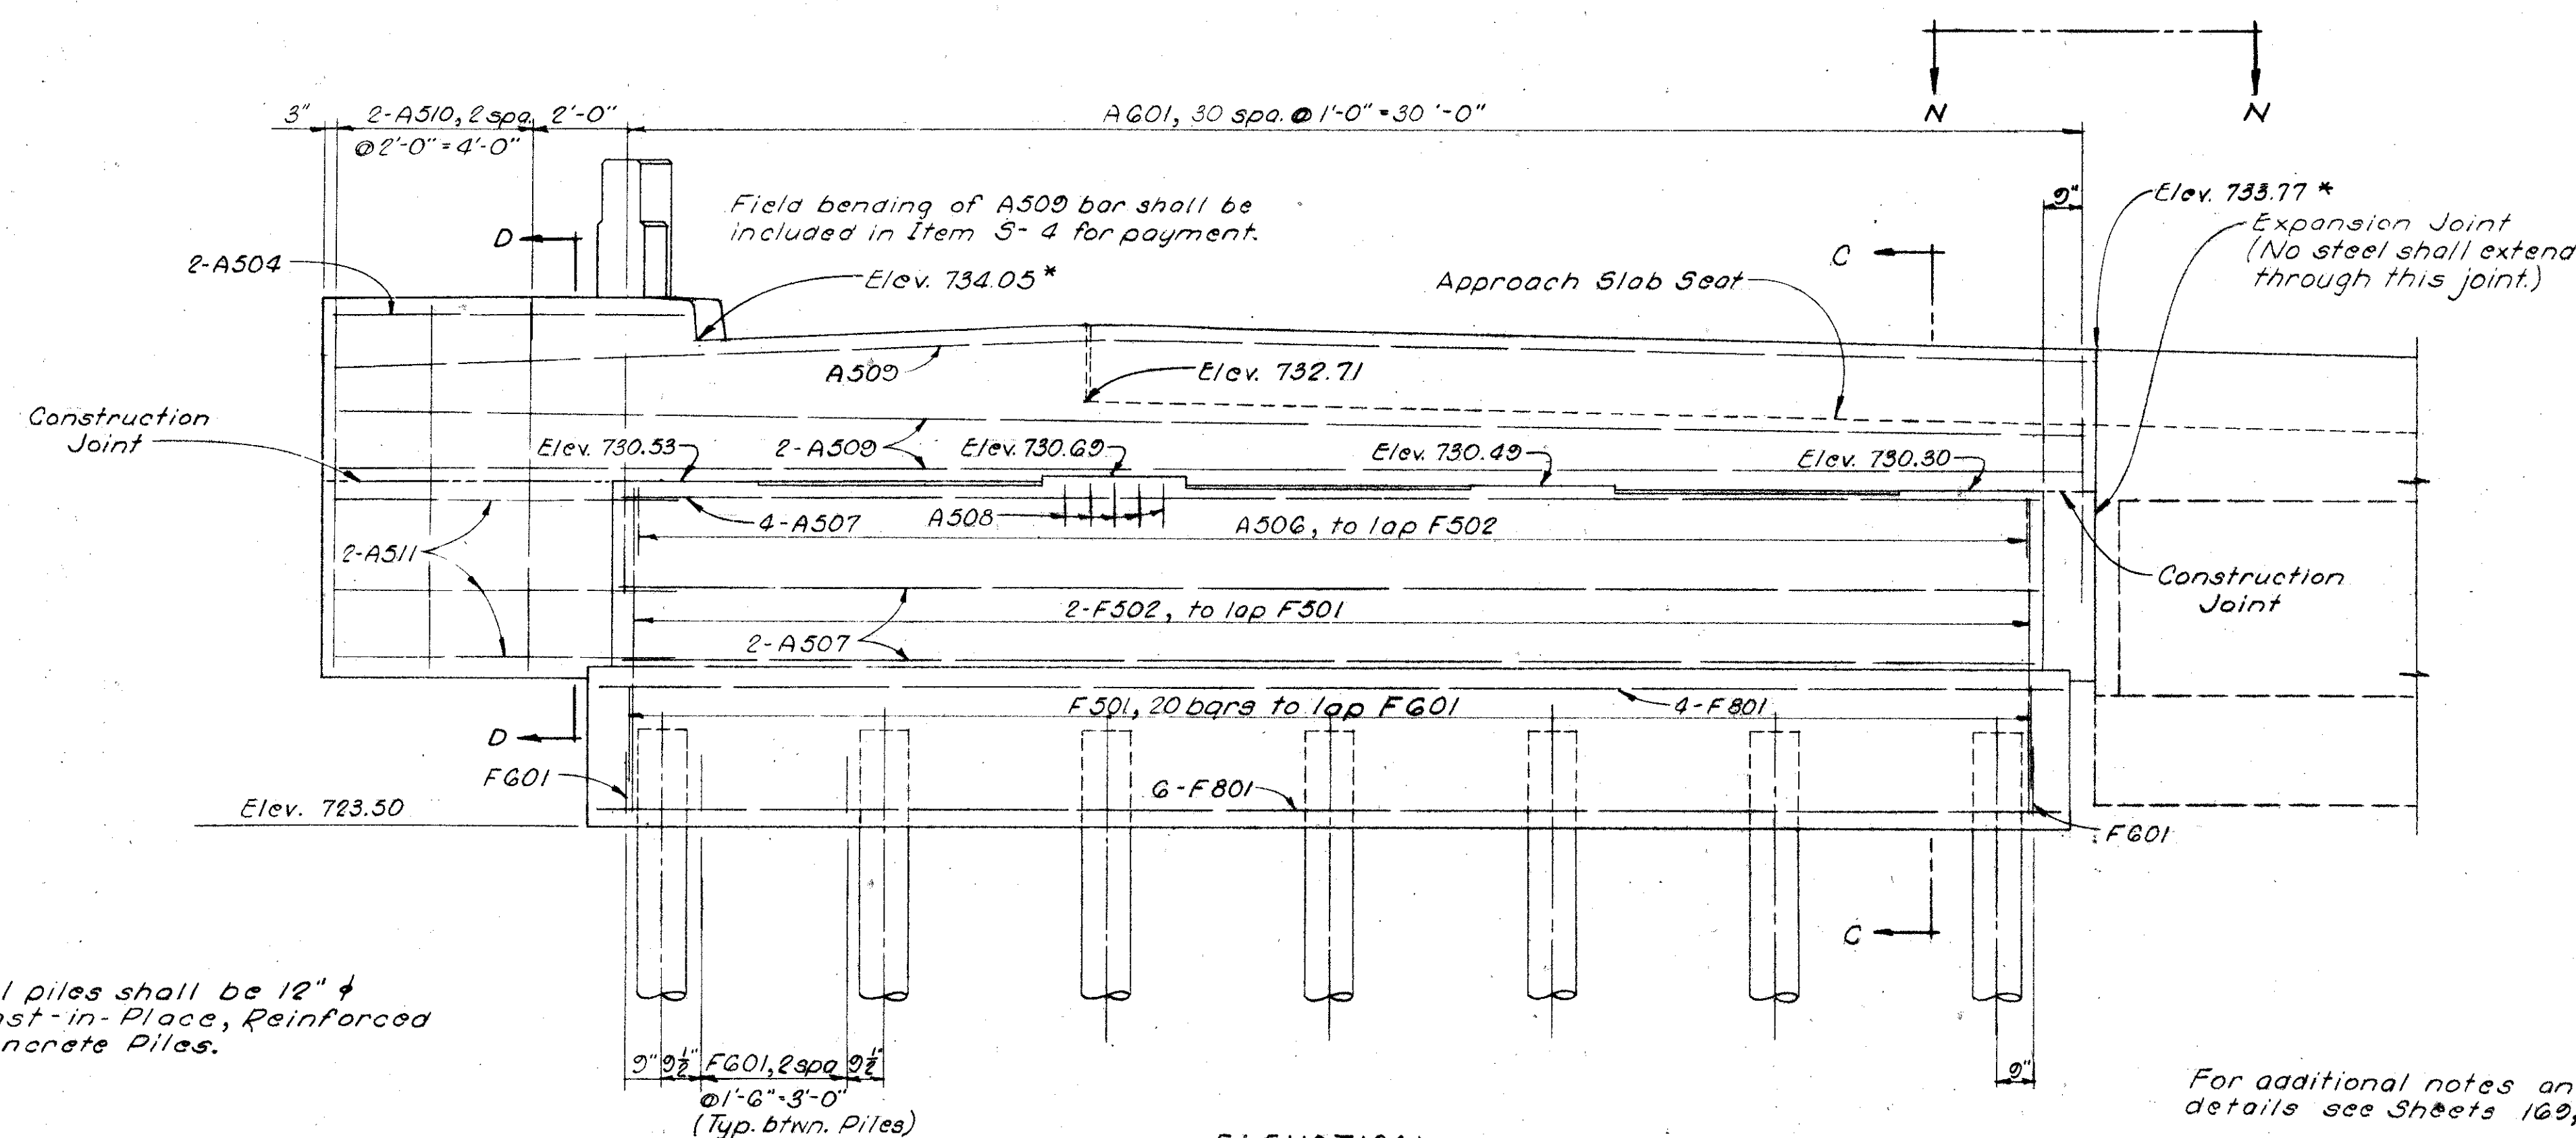 N N
3" 2-A510, 2 spa. 2'-0" A601, 30 spa. @ 1'-0" = 30'-0"
@ 2'-0" = 4'-0"
9"
Elev. 733.77 *
Expansion Joint
(No steel shall extend
through this joint.)
Field bending of A509 bar shall be
included in Item S-4 for payment.
D
C
2-A504
Elev. 734.05 *
Approach Slab Seat
A509
Elev. 732.71
Construction
Joint
Elev. 730.53 2-A509 Elev. 730.69 Elev. 730.49 Elev. 730.30
4-A507 A508 A506, to lap F502
2-A511
Construction
Joint
2-F502, to lap F501
2-A507
F501, 20 bars to lap F601 4-F801
D
F601
6-F801
Elev. 723.50
F601
C
l piles shall be 12" ϕ
st-in-Place, Reinforced
ncrete Piles.
9" 9½" F601, 2 spa 9½" 9"
@ 1'-6" = 3'-0"
(Typ. btwn. Piles)
For additional notes an
details see Sheets 169,